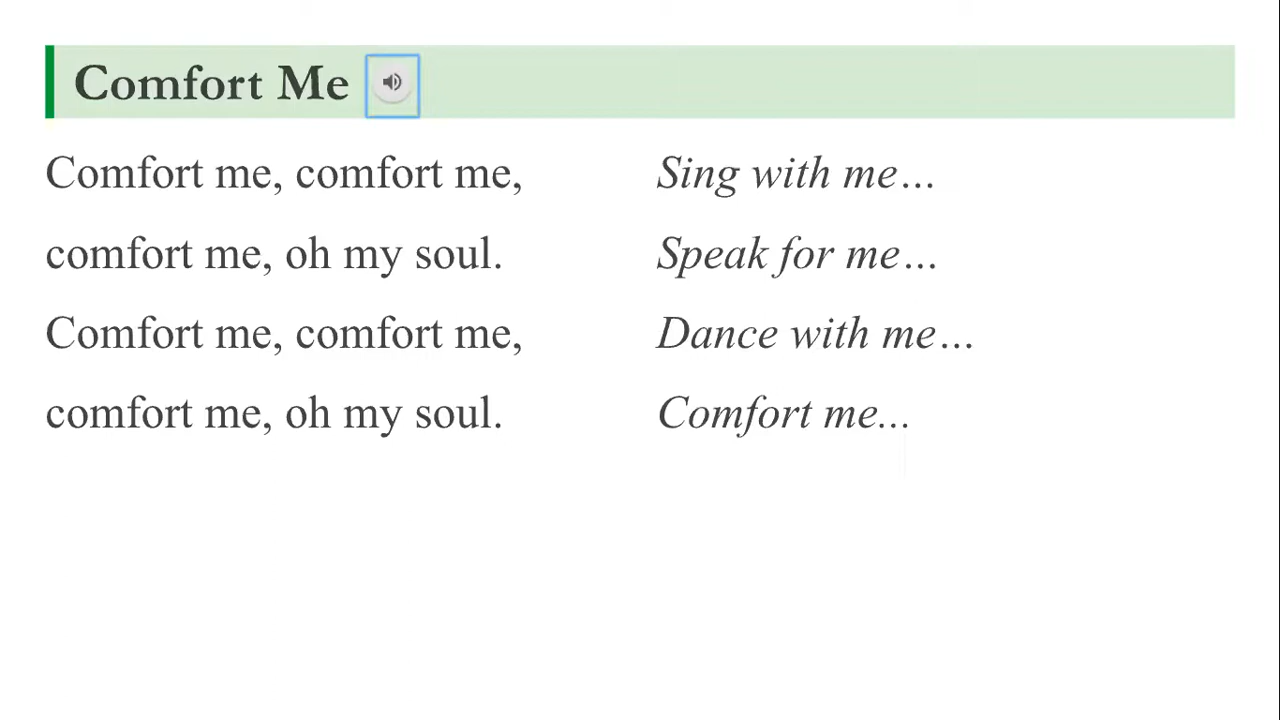 Comfort Me
Comfort me, comfort me,
comfort me, oh my soul.
Comfort me, comfort me,
comfort me, oh my soul.
Sing with me…
Speak for me…
Dance with me…
Comfort me...